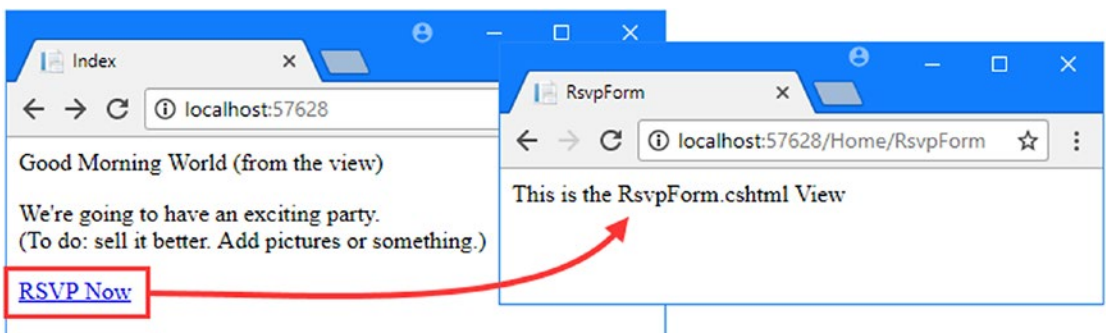 Index
localhost:57628
Good Morning World (from the view)
We're going to have an exciting party.
(To do: sell it better. Add pictures or something.)
RSVP Now
RsvpForm
localhost:57628/Home/RsvpForm
This is the RsvpForm.cshtml View